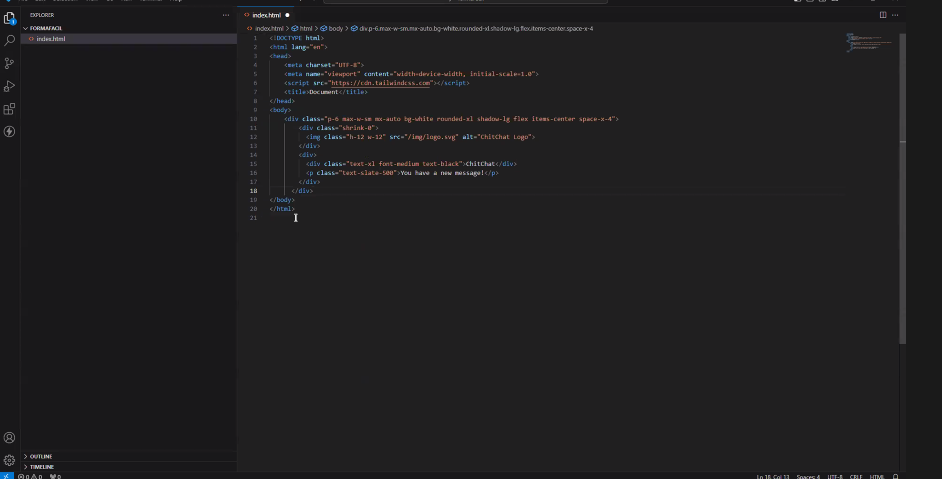 EXPLORER
FORMAFACIL
index.html
OUTLINE
TIMELINE
index.html
index.html > html > body > div.p-6.max-w-sm.mx-auto.bg-white.rounded-xl.shadow-lg.flex.items-center.space-x-4
1 <!DOCTYPE html>
2 <html lang="en">
3 <head>
4 <meta charset="UTF-8">
5 <meta name="viewport" content="width=device-width, initial-scale=1.0">
6 <script src="https://cdn.tailwindcss.com"></script>
7 <title>Document</title>
8 </head>
9 <body>
10 <div class="p-6 max-w-sm mx-auto bg-white rounded-xl shadow-lg flex items-center space-x-4">
11 <div class="shrink-0">
12 <img class="h-12 w-12" src="/img/logo.svg" alt="ChitChat Logo">
13 </div>
14 <div>
15 <div class="text-xl font-medium text-black">ChitChat</div>
16 <p class="text-slate-500">You have a new message!</p>
17 </div>
18 </div>
19 </body>
20 </html>
21
0 0 0
Ln 18, Col 13 Spaces: 4 UTF-8 CRLF HTML